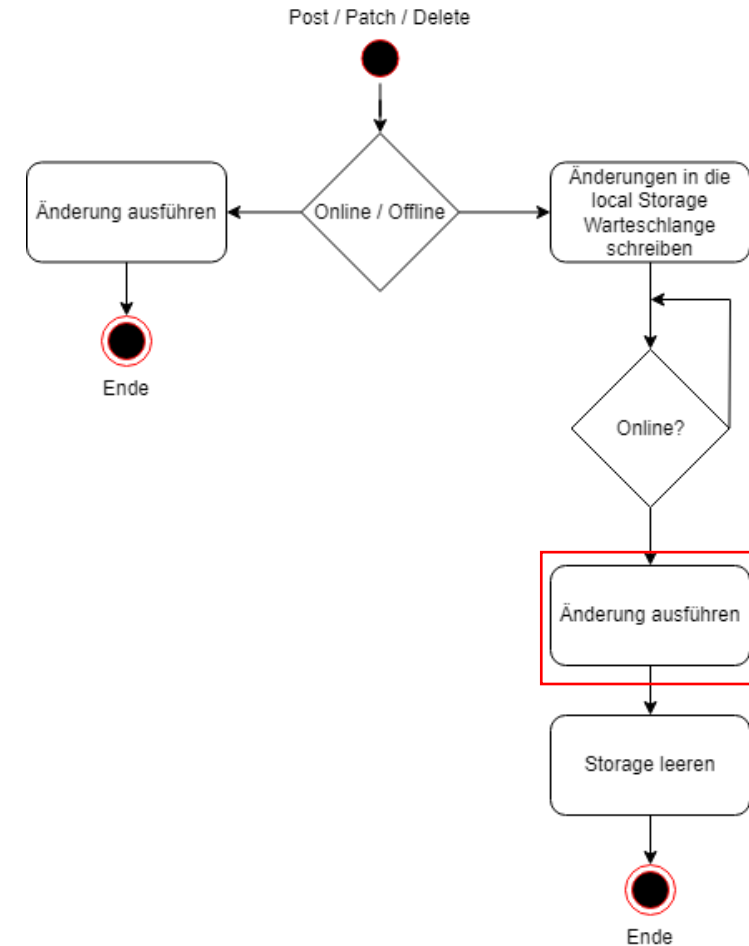 Post / Patch / Delete
Änderung ausführen
Online / Offline
Änderungen in die
local Storage
Warteschlange
schreiben
Ende
Online?
Änderung ausführen
Storage leeren
Ende